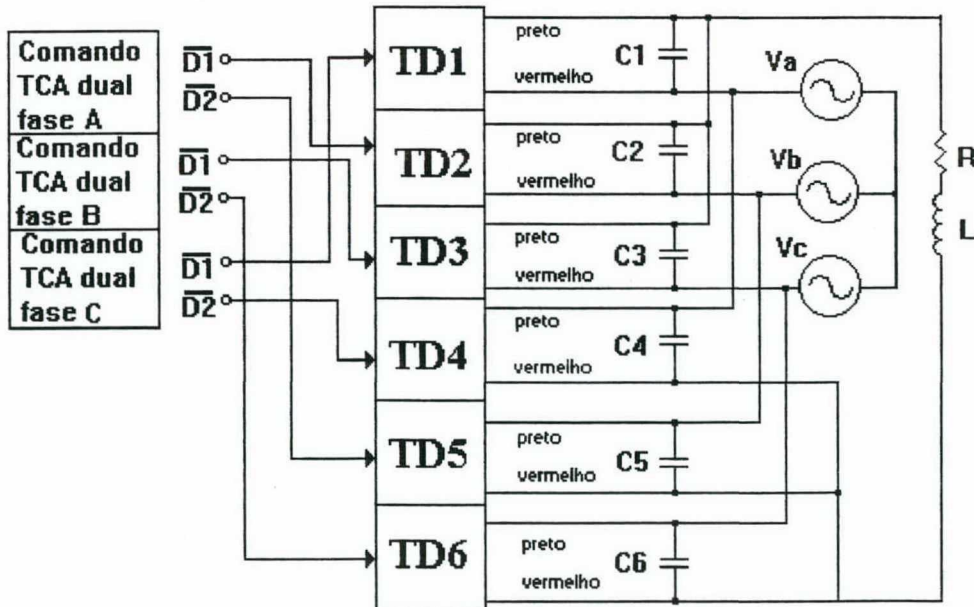 Comando
TCA dual
fase A
Comando
TCA dual
fase B
Comando
TCA dual
fase C
D1
D2
D1
D2
D1
D2
TD1
TD2
TD3
TD4
TD5
TD6
preto
vermelho
C1
preto
C2
vermelho
preto
C3
vermelho
preto
C4
vermelho
preto
C5
vermelho
preto
C6
vermelho
Va
Vb
Vc
R
L